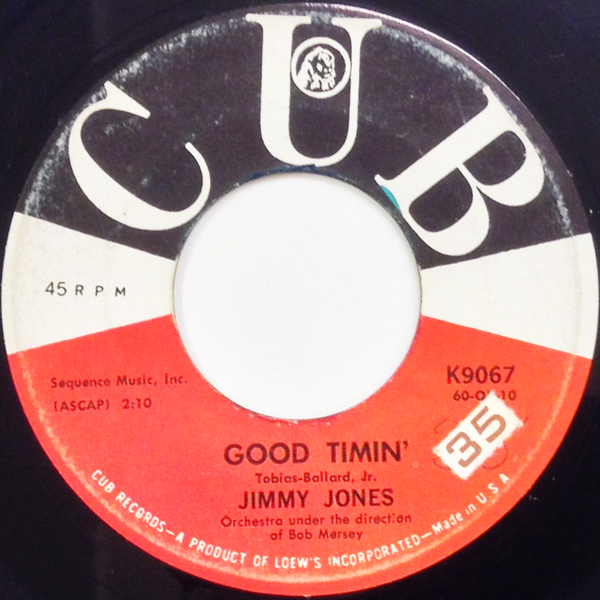 CUB
45 RPM
Sequence Music, Inc.
(ASCAP) 2:10
K9067
35
GOOD TIMIN'
Tobias-Ballard, Jr.
JIMMY JONES
Orchestra under the direction
of Bob Mersey
CUB RECORDS—A PRODUCT OF LOEW'S INCORPORATED—Made in U S A